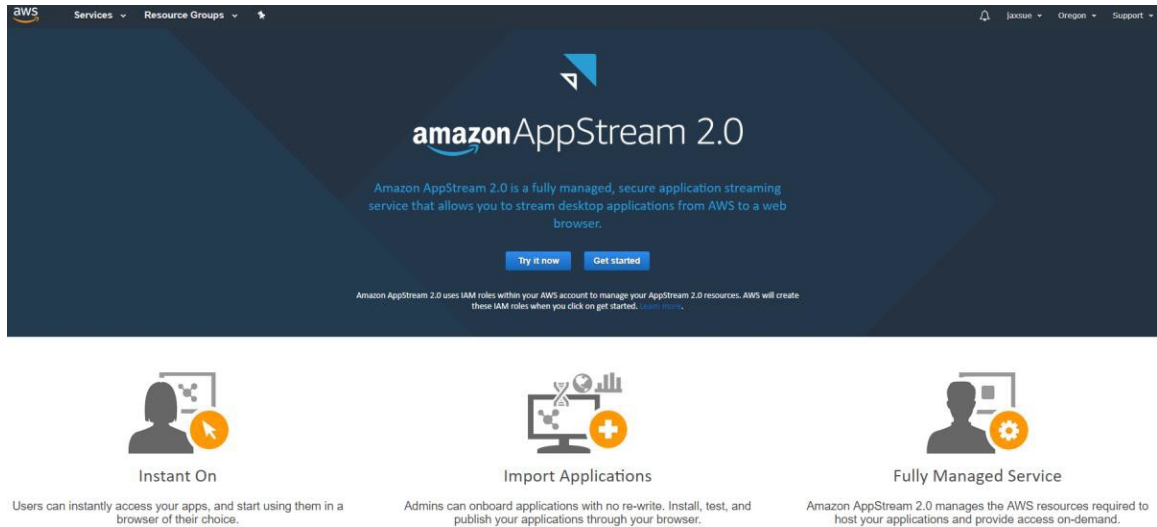 aws Services Resource Groups jaxsue Oregon Support
amazon AppStream 2.0
Amazon AppStream 2.0 is a fully managed, secure application streaming
service that allows you to stream desktop applications from AWS to a web
browser.
Try it now Get started
Amazon AppStream 2.0 uses IAM roles within your AWS account to manage your AppStream 2.0 resources. AWS will create
these IAM roles when you click on get started. Learn more.
Instant On Import Applications Fully Managed Service
Users can instantly access your apps, and start using them in a
browser of their choice.
Admins can onboard applications with no re-write. Install, test, and
publish your applications through your browser.
Amazon AppStream 2.0 manages the AWS resources required to
host your applications and provide access on-demand.